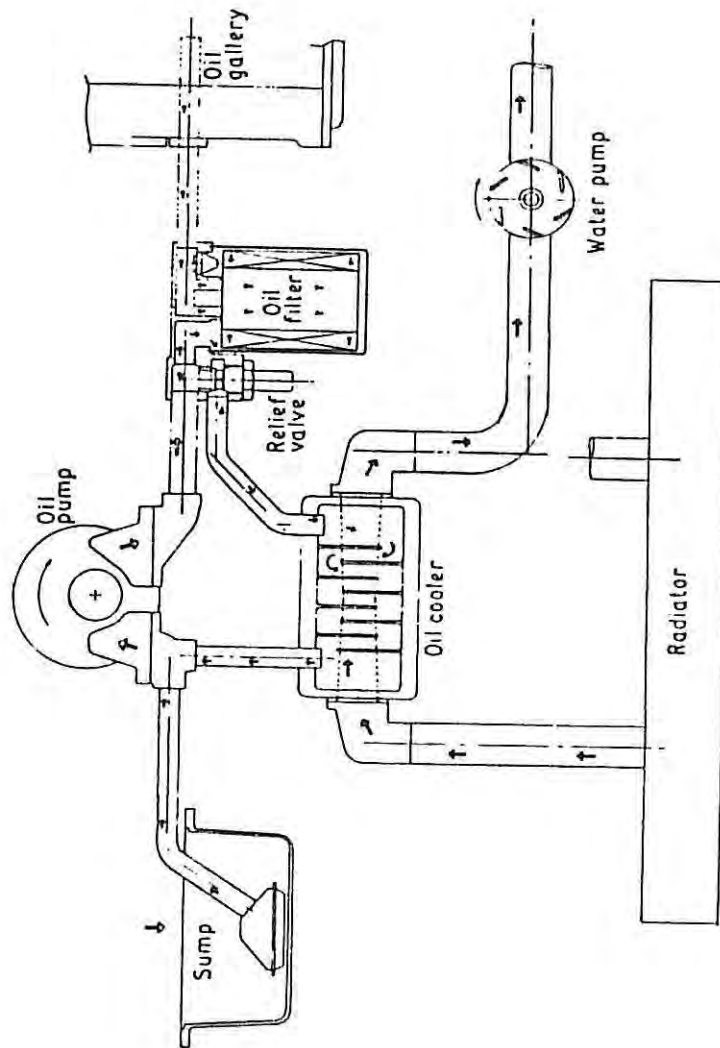 Oil
gallery
Oil
filter
Relief
valve
Oil
pump
Water pump
Oil cooler
Radiator
Sump